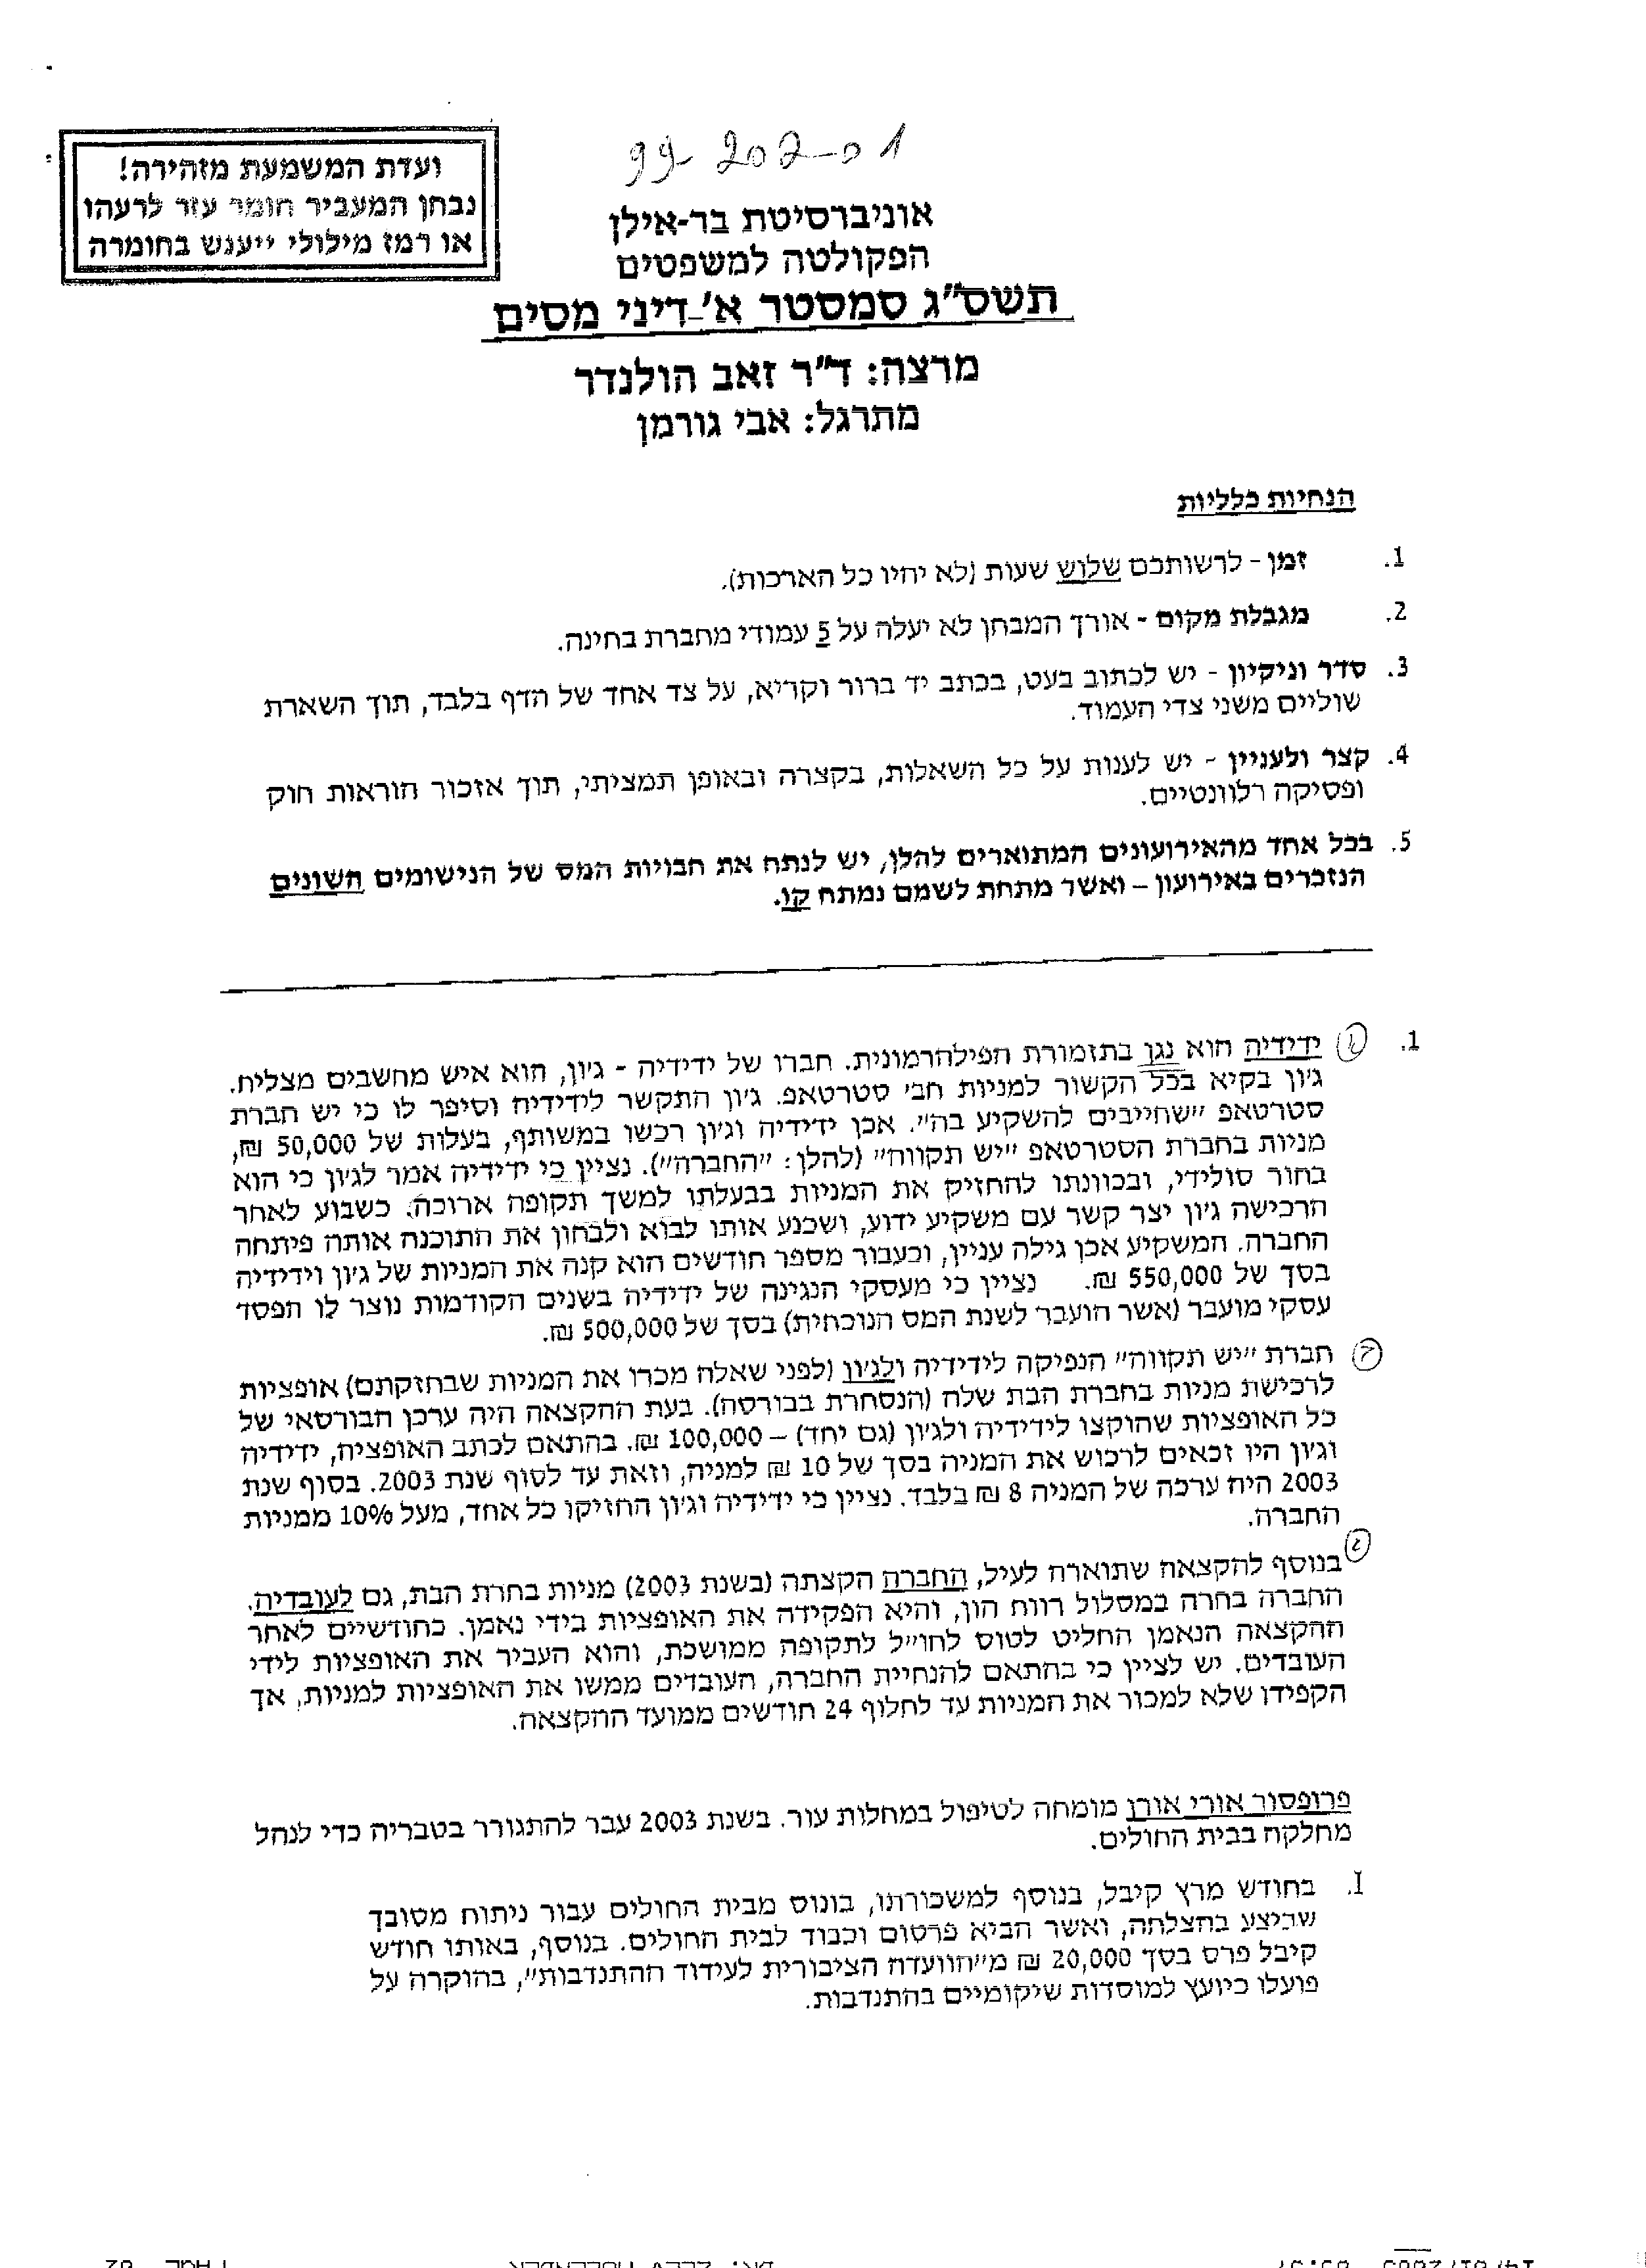 99-202-01
ועדת המשמעת מזהירה!
נבחן המעביר חומר עזר לרעהו
או רמז מילולי ייענש בחומרה
אוניברסיטת בר-אילן
הפקולטה למשפטים
תשס"ג סמסטר א'-דיני מסים
מרצה: ד"ר זאב הולנדר
מתרגל: אבי גורמן
הנחיות כלליות
1. זמן - לרשותכם שלוש שעות (לא יהיו כל הארכות).
2. מגבלת מקום - אורך המבחן לא יעלה על 5 עמודי מחברת בחינה.
3. סדר וניקיון - יש לכתוב בעט, בכתב יד ברור וקריא, על צד אחד של הדף בלבד, תוך השארת
שוליים משני צדי העמוד.
4. קצר ולעניין - יש לענות על כל השאלות, בקצרה ובאופן תמציתי, תוך אזכור הוראות חוק
ופסיקה רלוונטיים.
5. בכל אחד מהאירועונים המתוארים להלן, יש לנתח את חבויות המס של הנישומים השונים
הנזכרים באירועון – ואשר מתחת לשמם נמתח קו.
1. ידידיה הוא נגן בתזמורת הפילהרמונית. חברו של ידידיה - ג'ון, הוא איש מחשבים מצליח.
ג'ון בקיא בכל הקשור למניות חב' סטרטאפ. ג'ון התקשר לידידיה וסיפר לו כי יש חברת
סטרטאפ "שחייבים להשקיע בה". אכן ידידיה וג'ון רכשו במשותף, בעלות של 50,000 ₪,
מניות בחברת הסטרטאפ "יש תקווה" (להלן: "החברה"). נציין כי ידידיה אמר לג'ון כי הוא
בחור סולידי, ובכוונתו להחזיק את המניות בבעלתו למשך תקופה ארוכה. כשבוע לאחר
הרכישה ג'ון יצר קשר עם משקיע ידוע, ושכנע אותו לבוא ולבחון את התוכנה אותה פיתחה
החברה. המשקיע אכן גילה עניין, וכעבור מספר חודשים הוא קנה את המניות של ג'ון וידידיה
בסך של 550,000 ₪. נציין כי מעסקי הנגינה של ידידיה בשנים הקודמות נוצר לו הפסד
עסקי מועבר (אשר הועבר לשנת המס הנוכחית) בסך של 500,000 ₪.
חברת "יש תקווה" הנפיקה לידידיה ולג'ון (לפני שאלה מכרו את המניות שבחזקתם) אופציות
לרכישת מניות בחברת הבת שלה (הנסחרת בבורסה). בעת ההקצאה היה ערכן הבורסאי של
כל האופציות שהוקצו לידידיה ולג'ון (גם יחד) – 100,000 ₪. בהתאם לכתב האופציה, ידידיה
וג'ון היו זכאים לרכוש את המניה בסך של 10 ₪ למניה, וזאת עד לסוף שנת 2003. בסוף שנת
2003 היה ערכה של המניה 8 ₪ בלבד. נציין כי ידידיה וג'ון החזיקו כל אחד, מעל 10% ממניות
החברה.
בנוסף להקצאה שתוארה לעיל, החברה הקצתה (בשנת 2003) מניות בחרת הבת, גם לעובדיה.
החברה בחרה במסלול רווח הון, והיא הפקידה את האופציות בידי נאמן. כחודשיים לאחר
ההקצאה הנאמן החליט לטוס לחו"ל לתקופה ממושכת, והוא העביר את האופציות לידי
העובדים. יש לציין כי בהתאם להנחיית החברה, העובדים ממשו את האופציות למניות, אך
הקפידו שלא למכור את המניות עד לחלוף 24 חודשים ממועד ההקצאה.
פרופסור אורי אורן מומחה לטיפול במחלות עור. בשנת 2003 עבר להתגורר בטבריה כדי לנהל
מחלקה בבית החולים.
I. בחודש מרץ קיבל, בנוסף למשכורתו, בונוס מבית החולים עבור ניתוח מסובך
שביצע בהצלחה, ואשר הביא פרסום וכבוד לבית החולים. בנוסף, באותו חודש
קיבל פרס בסך 20,000 ₪ מ"הוועדה הציבורית לעידוד ההתנדבות", בהוקרה על
פועלו כיועץ למוסדות שיקומיים בהתנדבות.